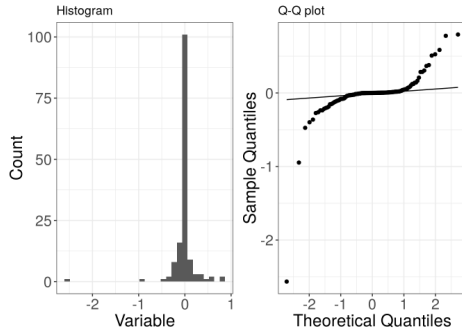 Histogram
Q-Q plot
100
75
50
25
0
Count
-2
-1
0
1
Variable
0
-1
-2
Sample Quantiles
-2
-1
0
1
2
Theoretical Quantiles